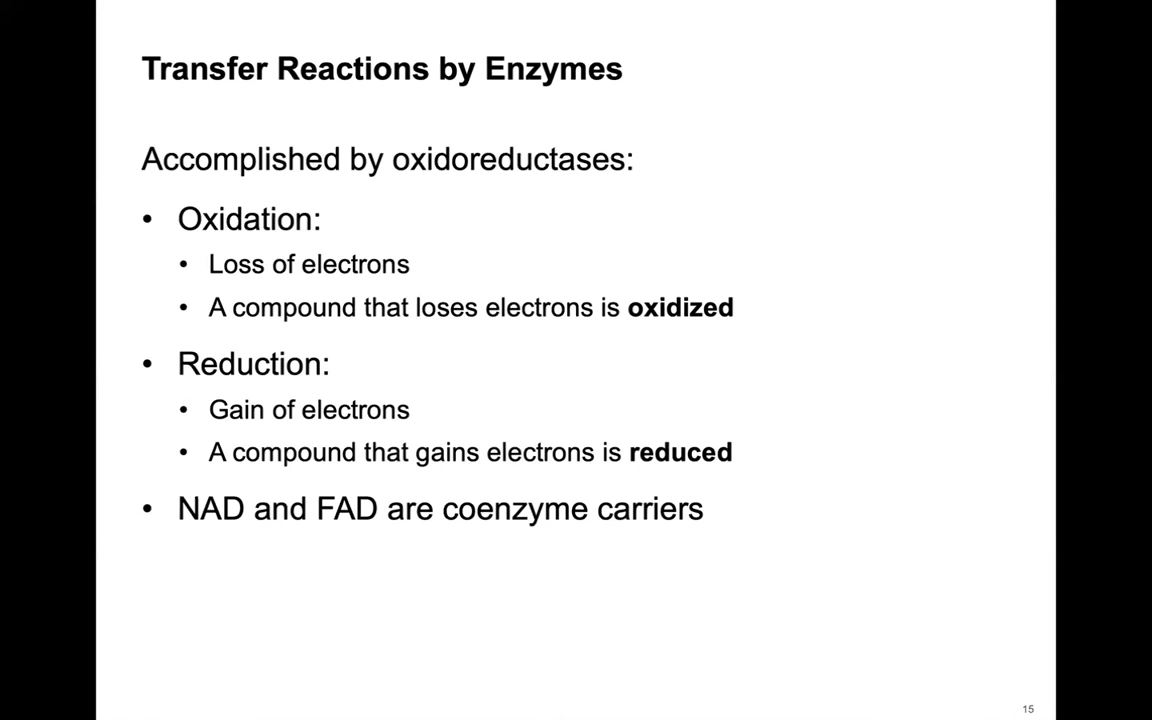 Transfer Reactions by Enzymes
Accomplished by oxidoreductases:
• Oxidation:
• Loss of electrons
• A compound that loses electrons is oxidized
• Reduction:
• Gain of electrons
• A compound that gains electrons is reduced
• NAD and FAD are coenzyme carriers
15